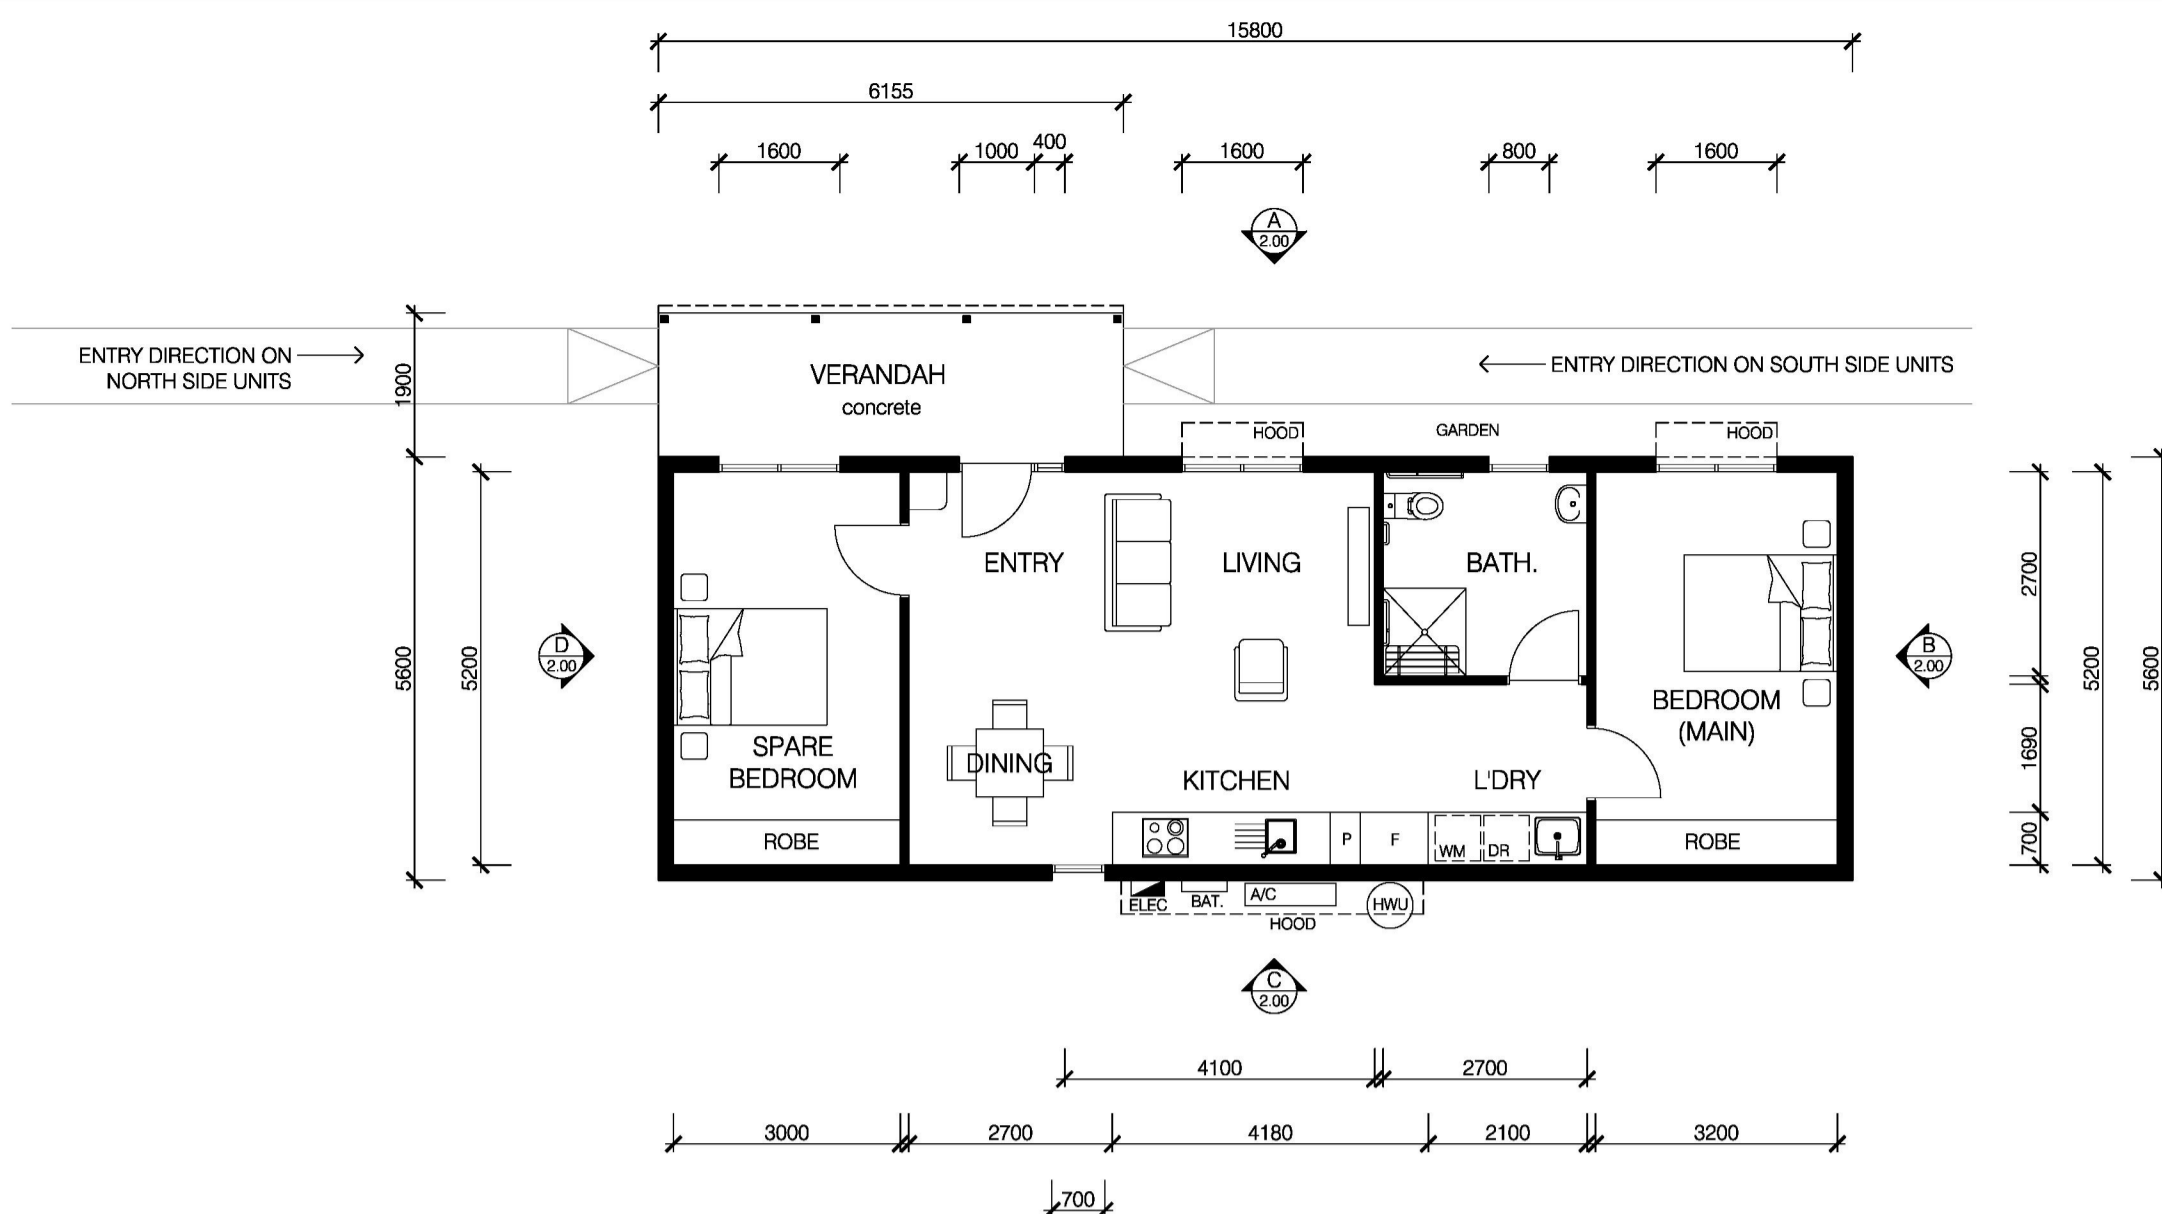 15800
6155
1600
1000
400
1600
800
1600
A
2.00
ENTRY DIRECTION ON
NORTH SIDE UNITS
ENTRY DIRECTION ON SOUTH SIDE UNITS
VERANDAH
concrete
1900
HOOD
GARDEN
HOOD
ENTRY
LIVING
BATH.
2700
D
2.00
5600
5200
B
2.00
5200
5600
BEDROOM
(MAIN)
SPARE
BEDROOM
DINING
KITCHEN
L'DRY
1690
ROBE
P
F
WM
DR
ROBE
700
ELEC
BAT.
A/C
HWU
HOOD
C
2.00
4100
2700
3000
2700
4180
2100
3200
700